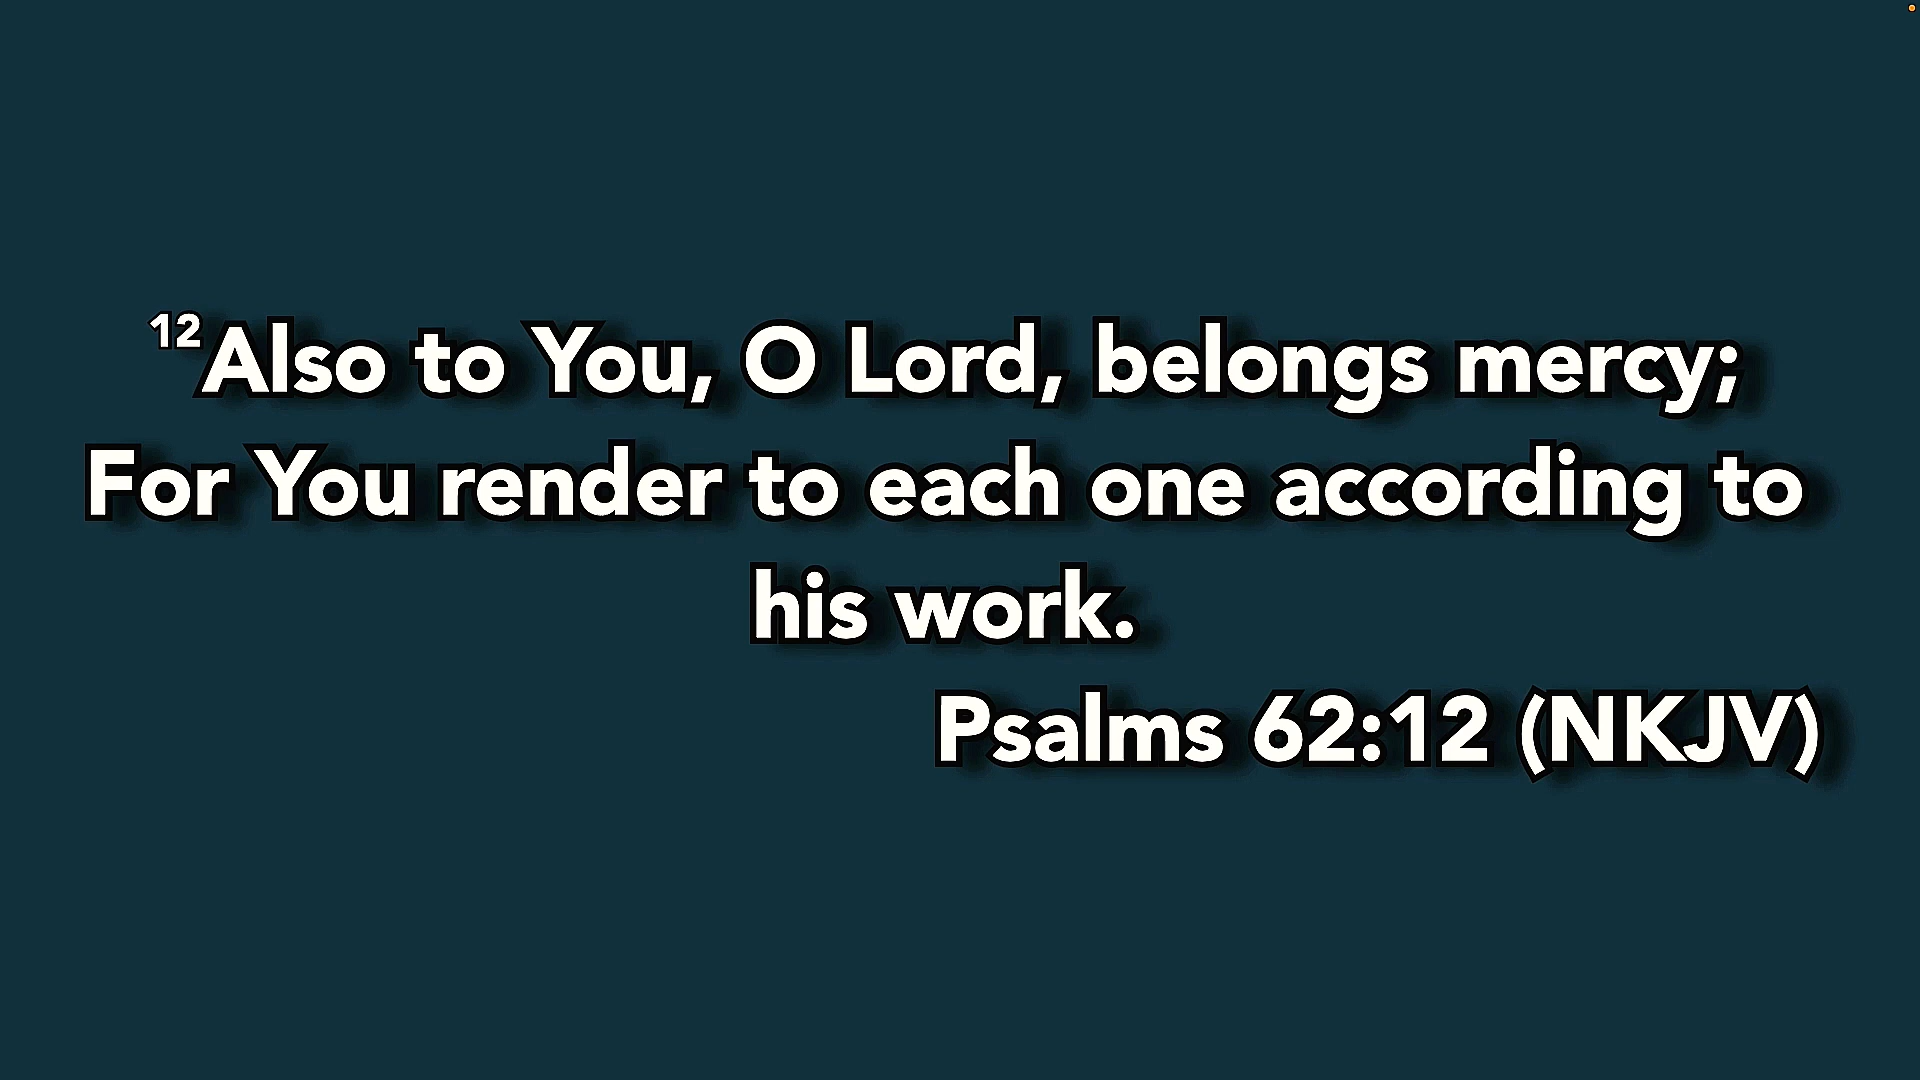 12Also to You, O Lord, belongs mercy;
For You render to each one according to
his work.
Psalms 62:12 (NKJV)